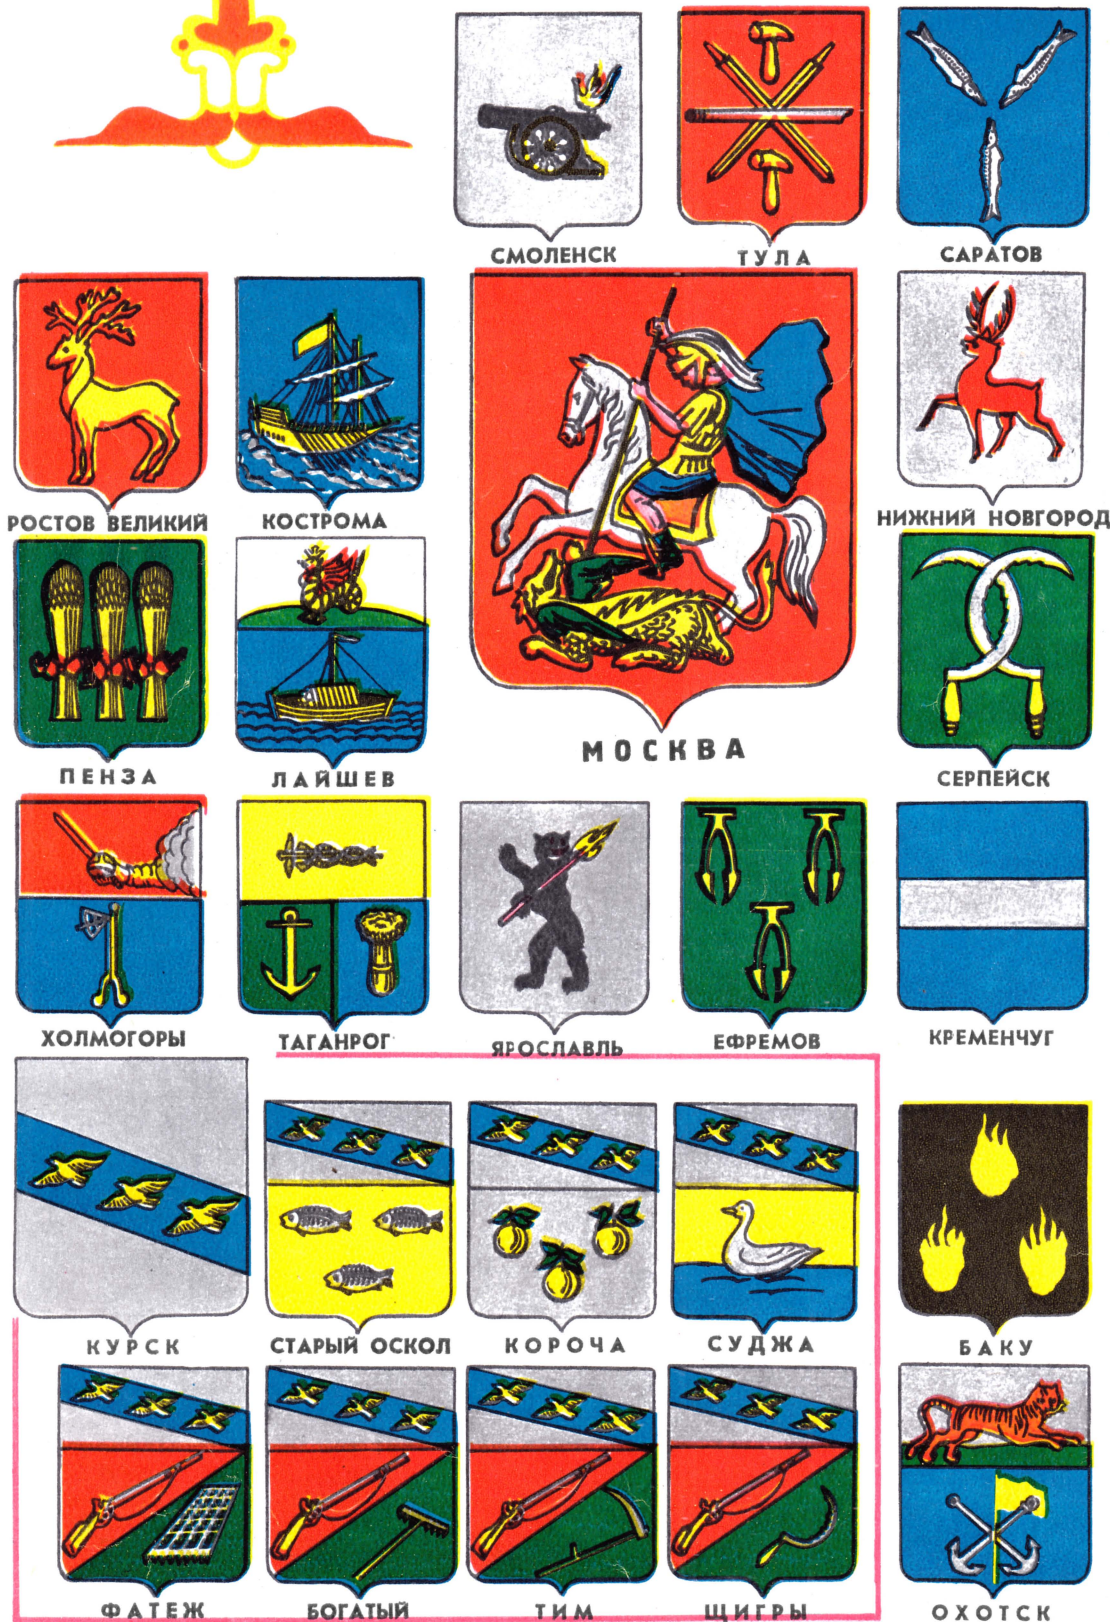 СМОЛЕНСК
ТУЛА
САРАТОВ
РОСТОВ ВЕЛИКИЙ
КОСТРОМА
НИЖНИЙ НОВГОРОД
ПЕНЗА
ЛАЙШЕВ
МОСКВА
СЕРПЕЙСК
ХОЛМОГОРЫ
ТАГАНРОГ
ЯРОСЛАВЛЬ
ЕФРЕМОВ
КРЕМЕНЧУГ
КУРСК
СТАРЫЙ ОСКОЛ
КОРОЧА
СУДЖА
БАКУ
ФАТЕЖ
БОГАТЫЙ
ТИМ
ЩИГРЫ
ОХОТСК